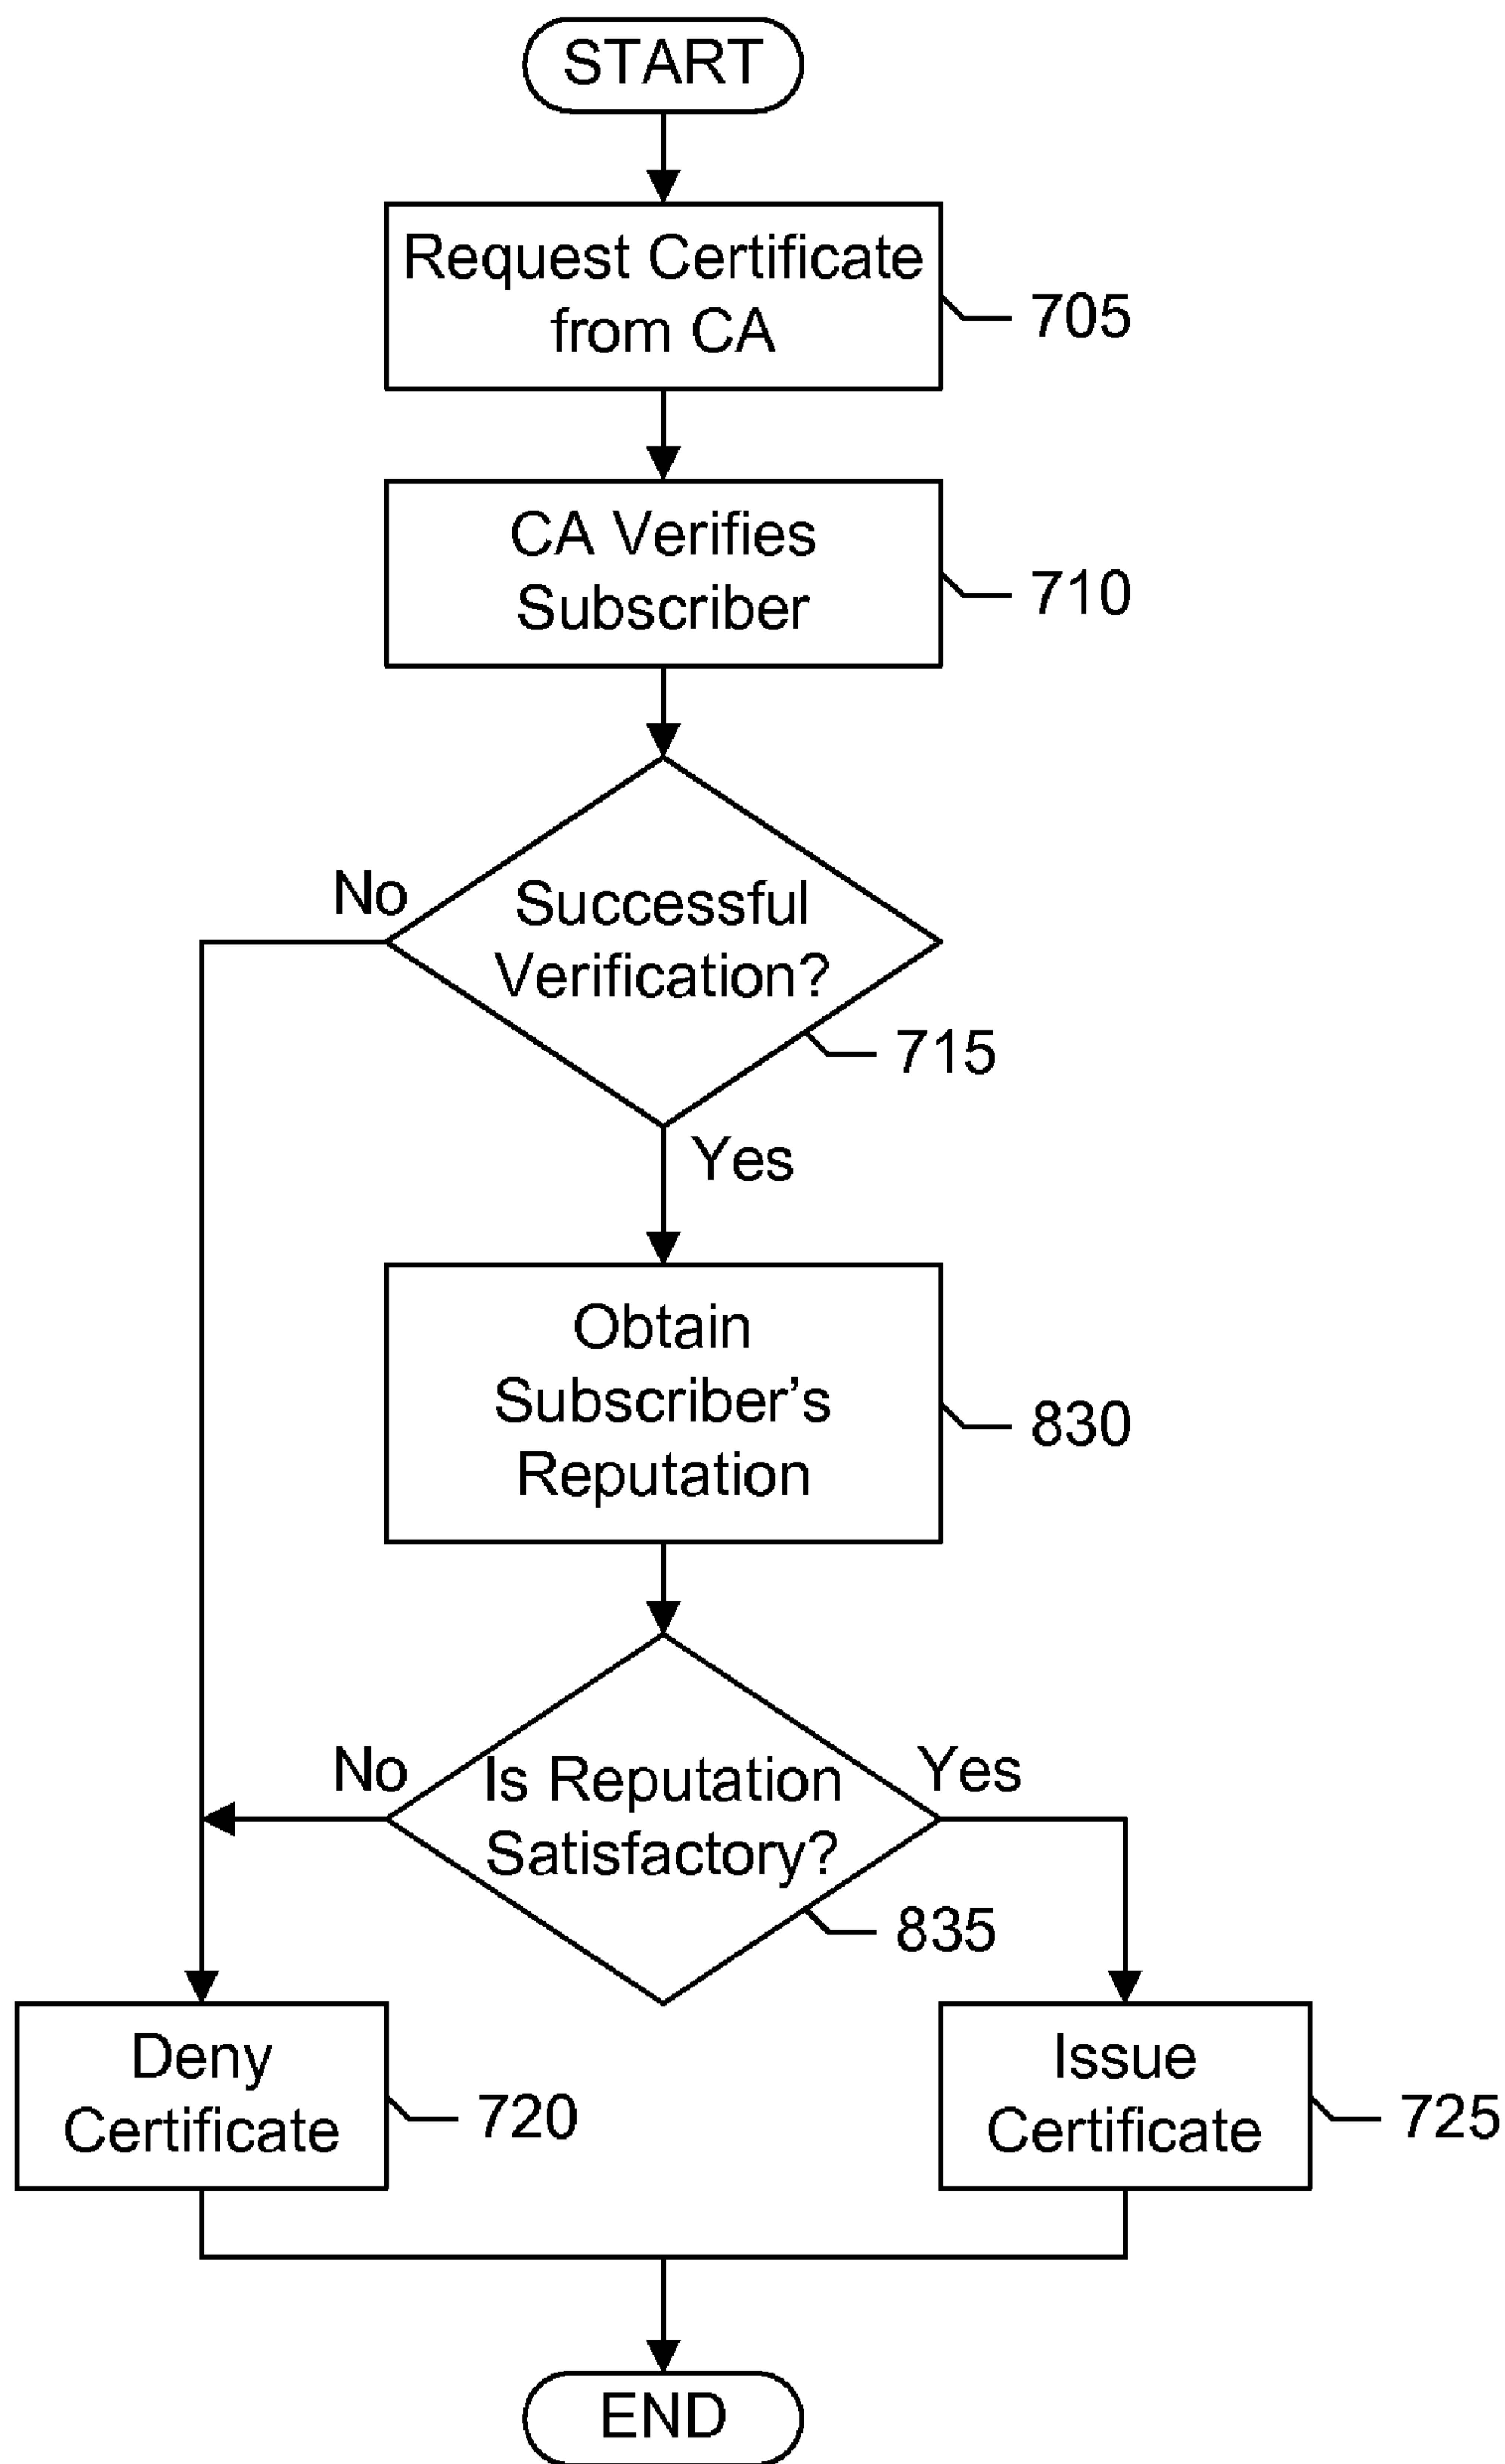 START
Request Certificate
from CA
705
CA Verifies
Subscriber
710
No
Successful
Verification?
715
Yes
Obtain
Subscriber’s
Reputation
830
No
Is Reputation
Satisfactory?
Yes
835
Deny
Certificate
720
Issue
Certificate
725
END